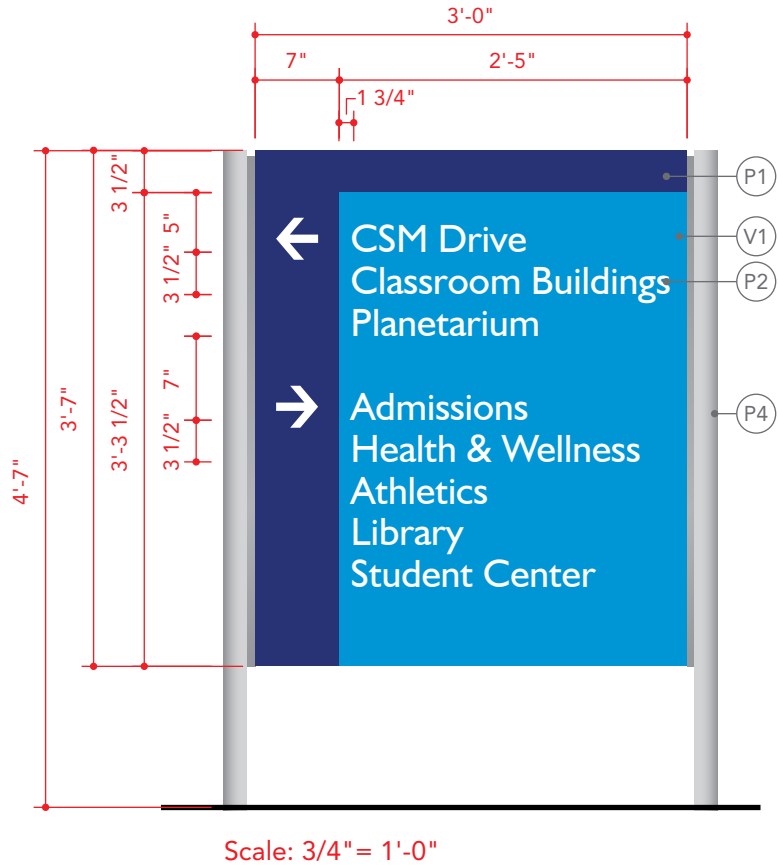 3'-0"
7"
2'-5"
1 3/4"
3 1/2"
5"
3 1/2"
7"
3 1/2"
3'-3 1/2"
3'-7"
4'-7"
P1
V1
P2
P4
CSM Drive
Classroom Buildings
Planetarium
Admissions
Health & Wellness
Athletics
Library
Student Center
Scale: 3/4"= 1'-0"